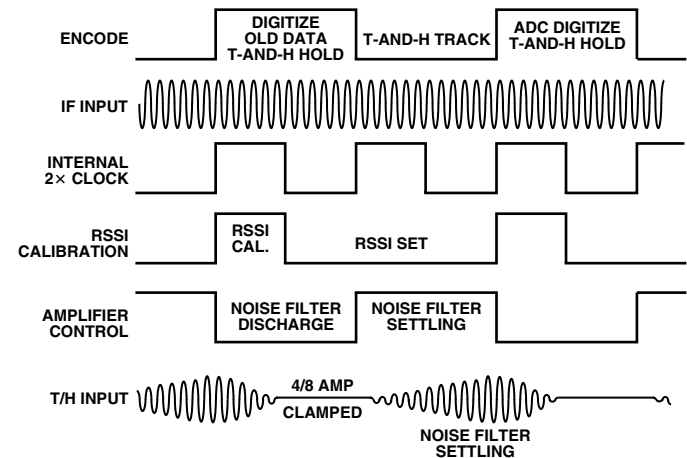 ENCODE
DIGITIZE
OLD DATA
T-AND-H HOLD
T-AND-H TRACK
ADC DIGITIZE
T-AND-H HOLD
IF INPUT
INTERNAL
2× CLOCK
RSSI
CALIBRATION
RSSI
CAL.
RSSI SET
AMPLIFIER
CONTROL
NOISE FILTER
DISCHARGE
NOISE FILTER
SETTLING
T/H INPUT
4/8 AMP
CLAMPED
NOISE FILTER
SETTLING